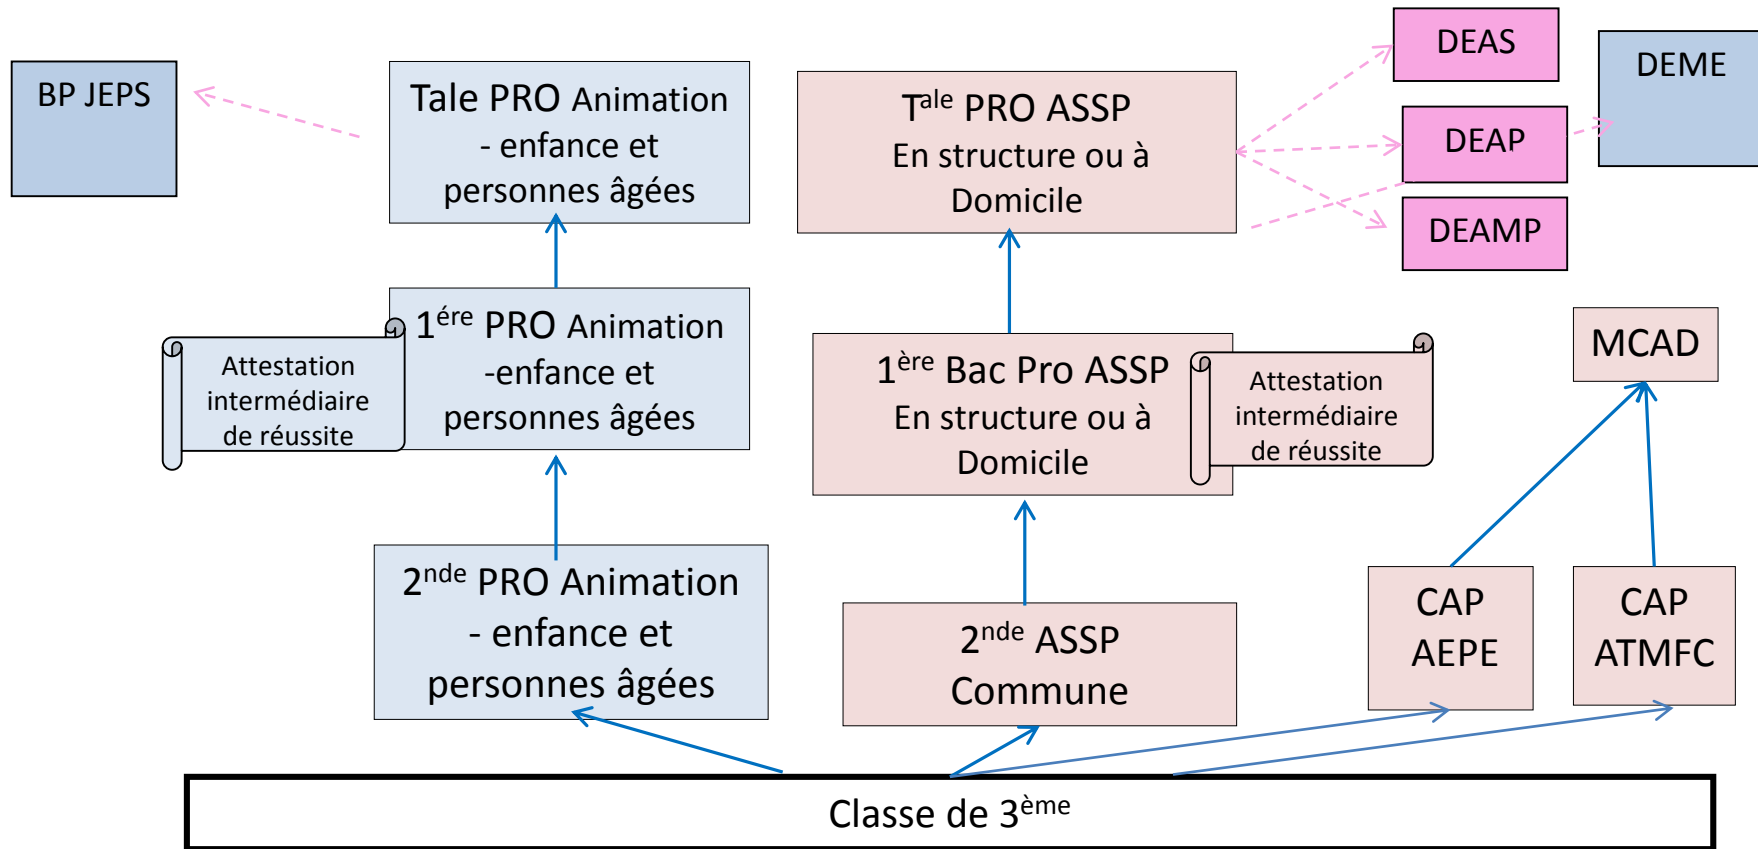 DEAS
DEME
BP JEPS
Tale PRO Animation
- enfance et
personnes âgées
Tale PRO ASSP
En structure ou à
Domicile
DEAP
DEAMP
1ére PRO Animation
-enfance et
personnes âgées
Attestation
intermédiaire
de réussite
1ère Bac Pro ASSP
En structure ou à
Domicile
Attestation
intermédiaire
de réussite
MCAD
2nde PRO Animation
- enfance et
personnes âgées
2nde ASSP
Commune
CAP
AEPE
CAP
ATMFC
Classe de 3ème